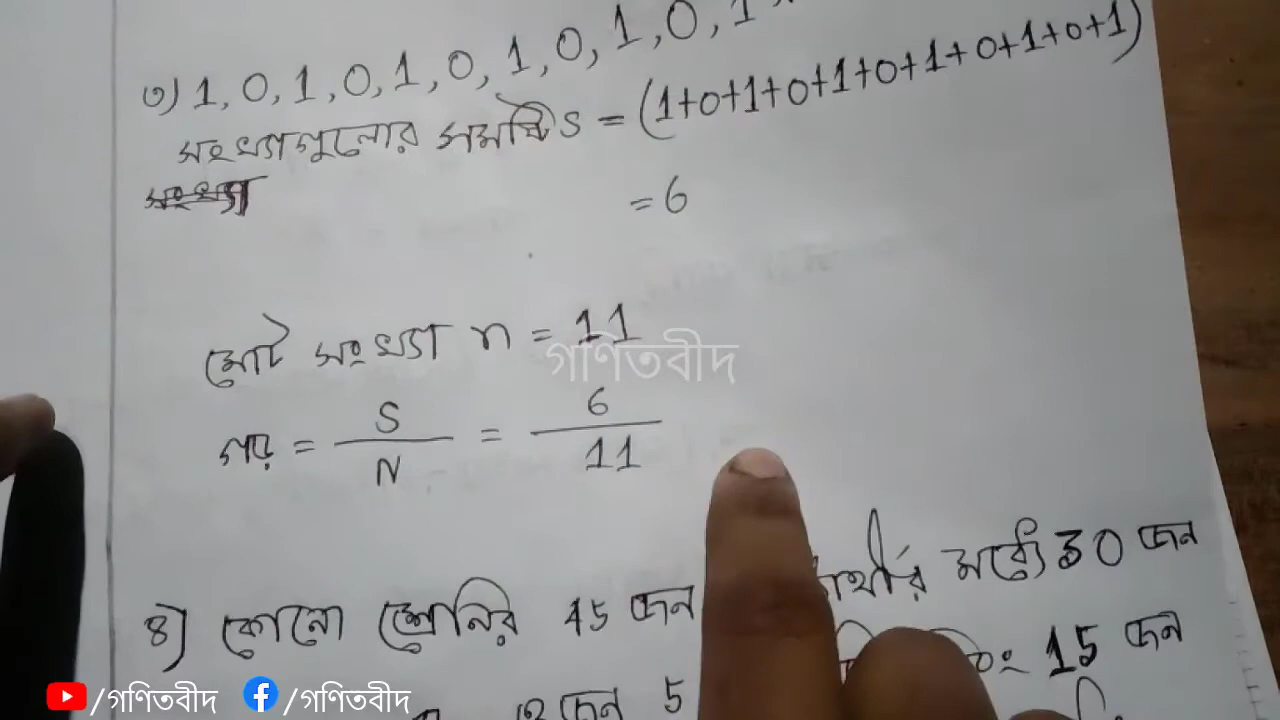 ৩) 1, 0, 1, 0, 1, 0, 1, 0, 1, 0, 1
সংখ্যাগুলোর সমষ্টি S = (1+0+1+0+1+0+1+0+1+0+1)
সংখ্যা
= 6
মোট সংখ্যা n = 11
গণিতবীদ
গড় = S/N = 6/11
৪) কোনো শ্রেনির 45 জন মধ্যে 30 জন
15 জন
জন 5
/গণিতবীদ /গণিতবীদ